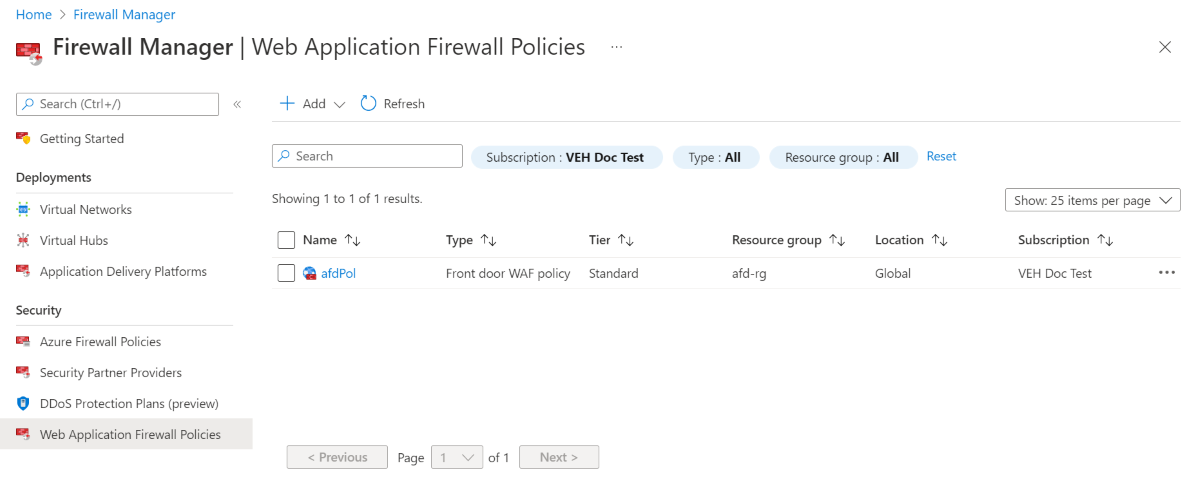 Home > Firewall Manager
Firewall Manager | Web Application Firewall Policies ...
Search (Ctrl+/) «
Getting Started
Deployments
Virtual Networks
Virtual Hubs
Application Delivery Platforms
Security
Azure Firewall Policies
Security Partner Providers
DDoS Protection Plans (preview)
Web Application Firewall Policies
+ Add Refresh
Search Subscription : VEH Doc Test Type : All Resource group : All Reset
Showing 1 to 1 of 1 results. Show: 25 items per page
Name ↑↓ Type ↑↓ Tier ↑↓ Resource group ↑↓ Location ↑↓ Subscription ↑↓
afdPol Front door WAF policy Standard afd-rg Global VEH Doc Test ...
< Previous Page 1 of 1 Next >